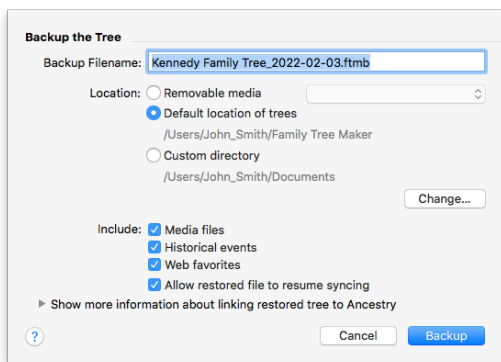 Backup the Tree
Backup Filename: Kennedy Family Tree_2022-02-03.ftmb
Location: Removable media
Default location of trees
/Users/John_Smith/Family Tree Maker
Custom directory
/Users/John_Smith/Documents
Change...
Include: Media files
Historical events
Web favorites
Allow restored file to resume syncing
Show more information about linking restored tree to Ancestry
? Cancel Backup